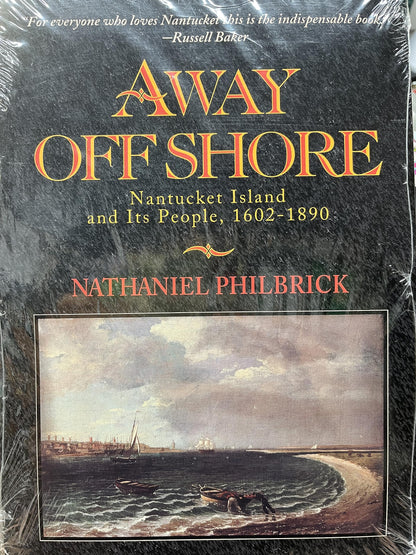 "For everyone who loves Nantucket this is the indispensable book."
—Russell Baker
AWAY
OFF SHORE
Nantucket Island
and Its People, 1602-1890
NATHANIEL PHILBRICK